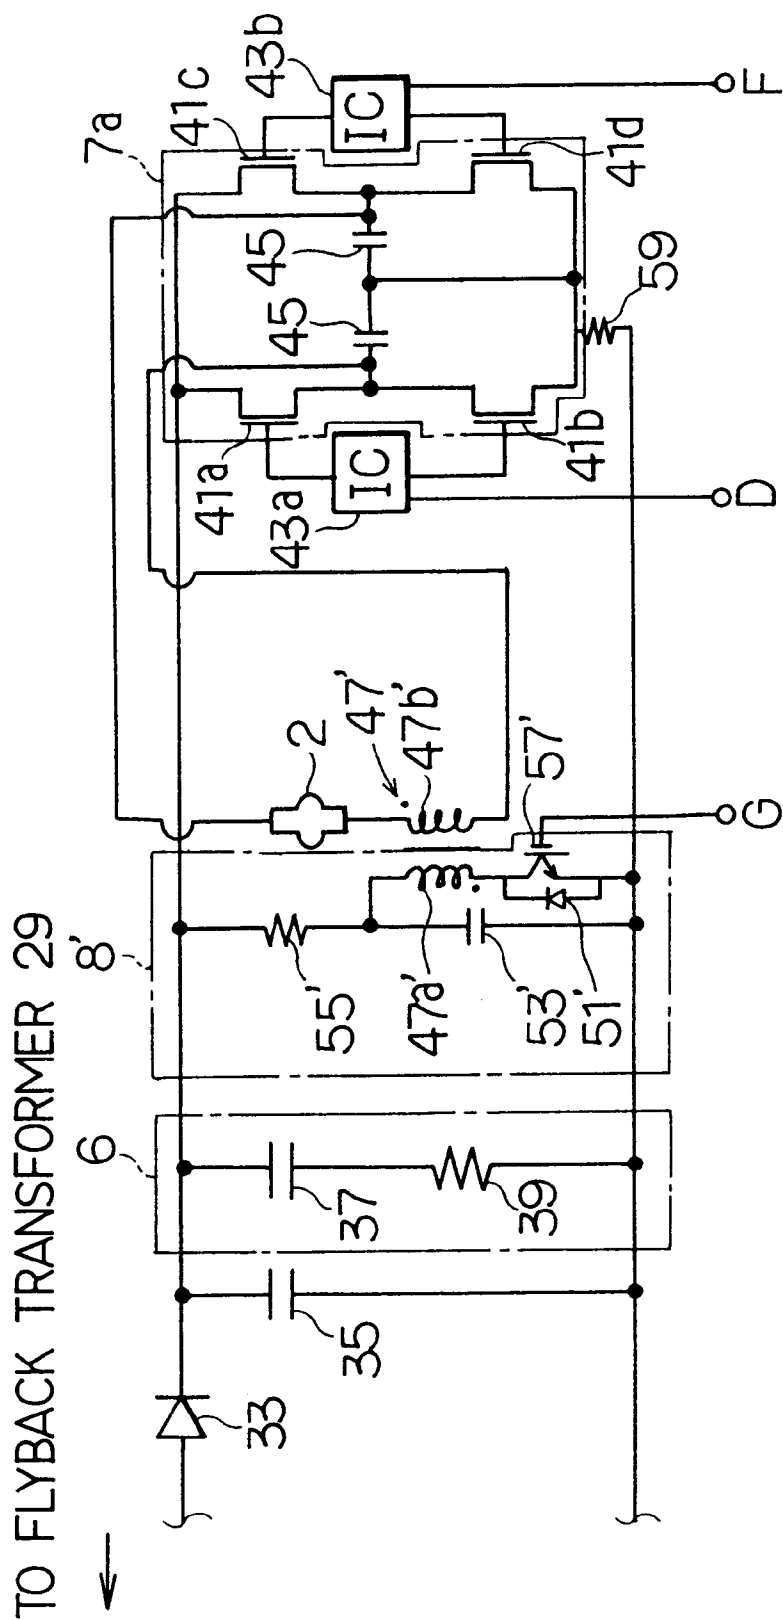 TO FLYBACK TRANSFORMER 29
7a
41c
43b
IC
F
45
45
41d
59
41a
43a
IC
41b
D
2
47'
47b'
57'
G
8'
55'
47a'
53'
51'
6
37
39
35
33